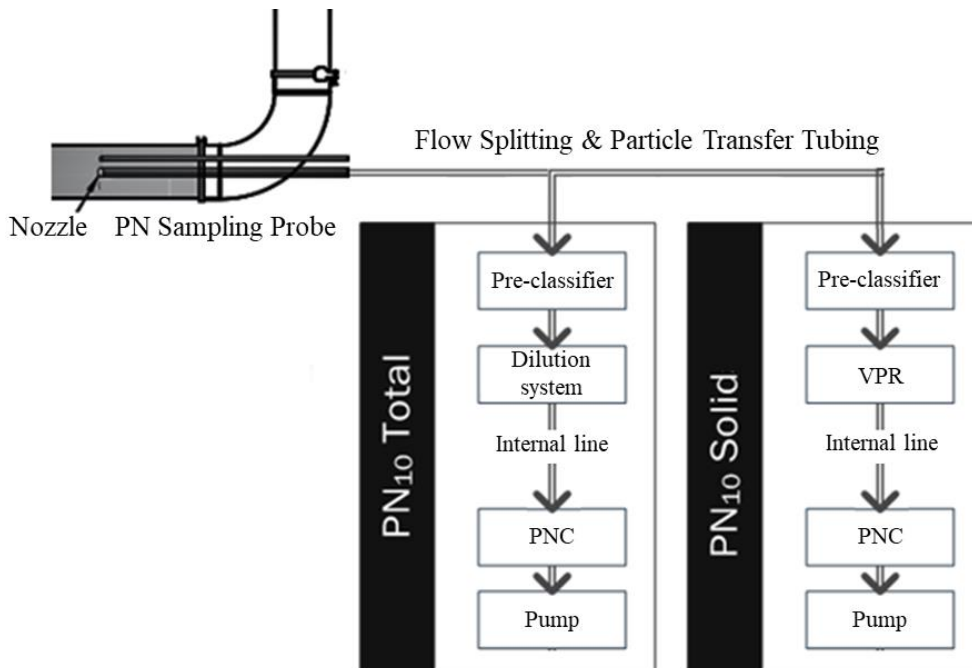 Flow Splitting & Particle Transfer Tubing
Nozzle
PN Sampling Probe
PN₁₀ Total
Pre-classifier
Dilution
system
Internal line
PNC
Pump
PN₁₀ Solid
Pre-classifier
VPR
Internal line
PNC
Pump